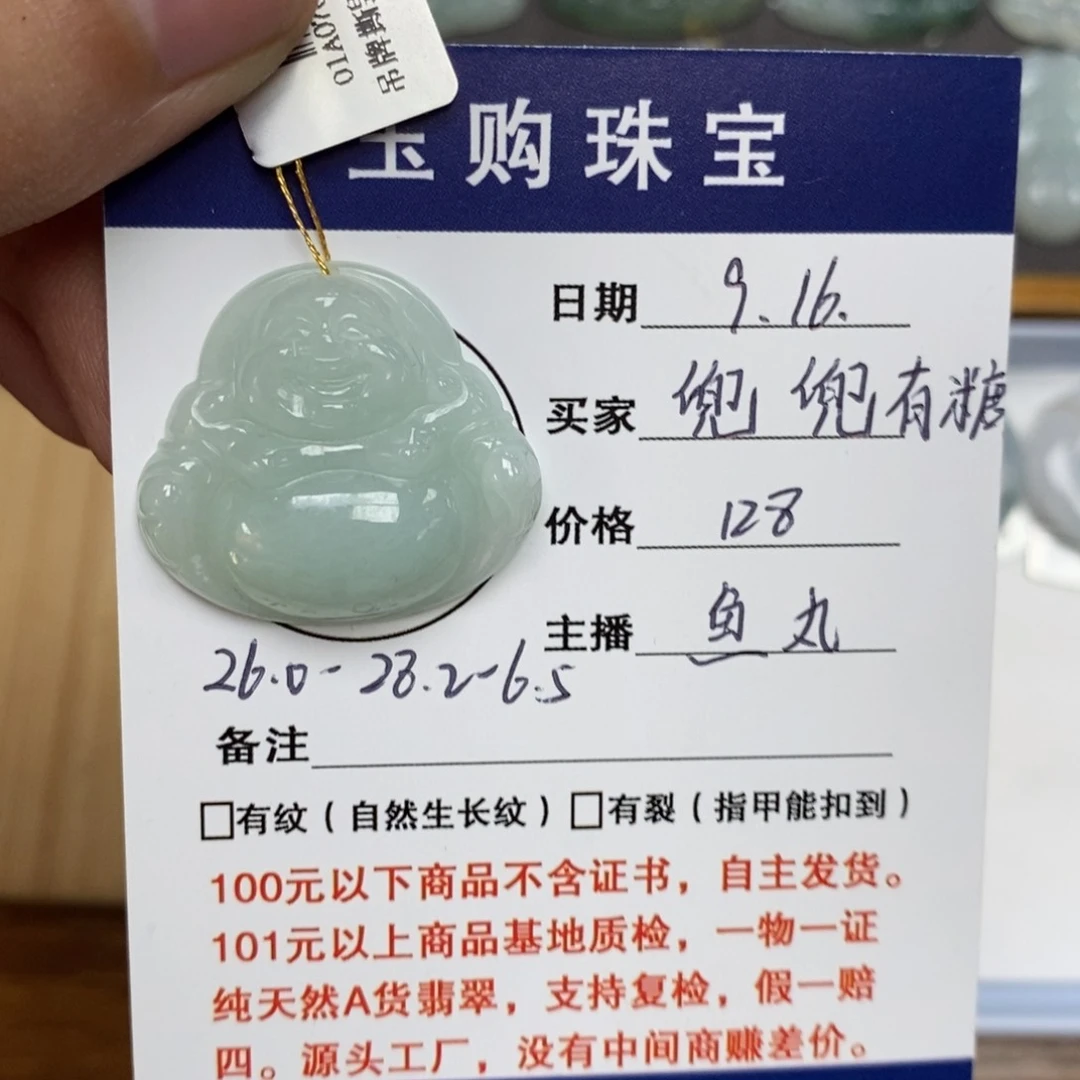 01A0
吊牌撕
玉购珠宝
日期 9.16.
买家 兜兜有糖
价格 128
主播 鱼丸
26.0-28.2-6.5
备注
□有纹（自然生长纹）□有裂（指甲能扣到）
100元以下商品不含证书，自主发货。
101元以上商品基地质检，一物一证
纯天然A货翡翠，支持复检，假一赔
四。源头工厂，没有中间商赚差价。